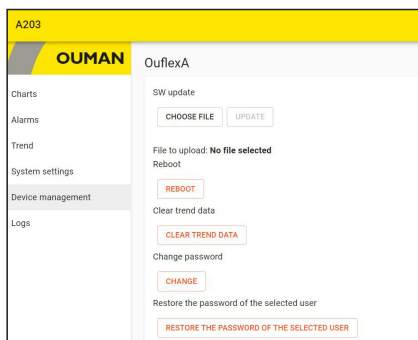 A203
OUMAN
Charts
Alarms
Trend
System settings
Device management
Logs
OuflexA
SW update
CHOOSE FILE UPDATE
File to upload: No file selected
Reboot
REBOOT
Clear trend data
CLEAR TREND DATA
Change password
CHANGE
Restore the password of the selected user
RESTORE THE PASSWORD OF THE SELECTED USER